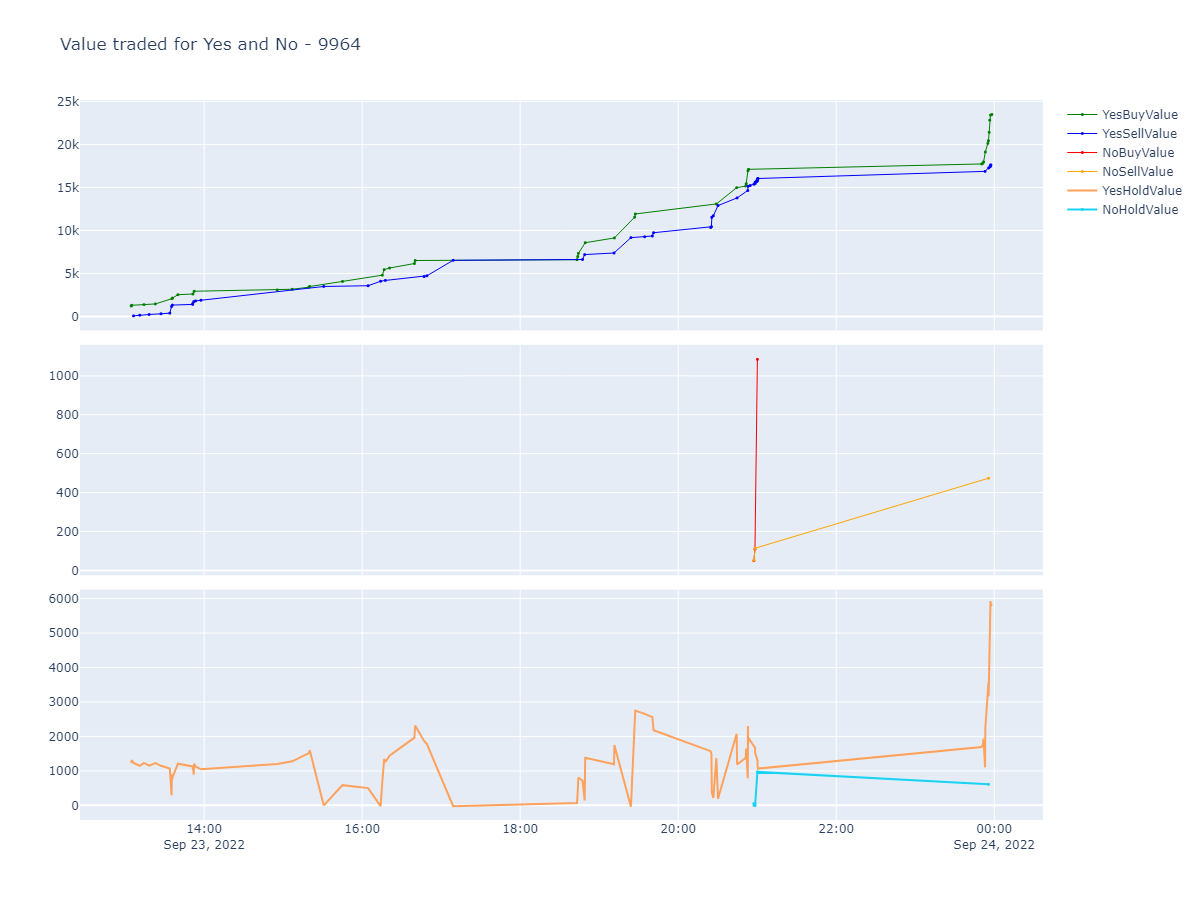 Value traded for Yes and No - 9964
25k
20k
15k
10k
5k
0
YesBuyValue
YesSellValue
NoBuyValue
NoSellValue
YesHoldValue
NoHoldValue
1000
800
600
400
200
0
6000
5000
4000
3000
2000
1000
0
14:00 16:00 18:00 20:00 22:00 00:00
Sep 23, 2022 Sep 24, 2022